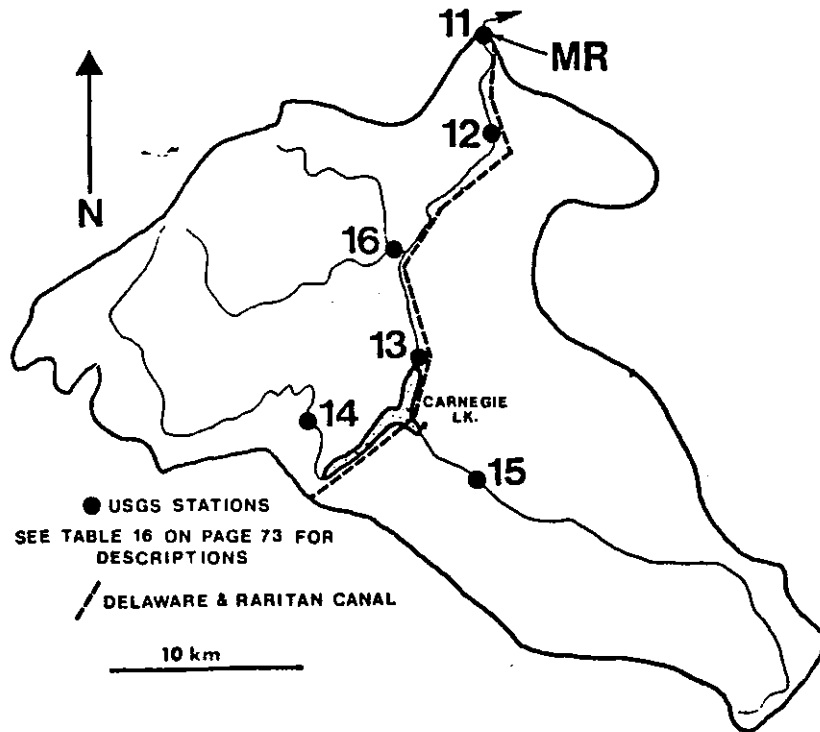 11
MR
12
N
16
13
CARNEGIE
LK.
14
15
USGS STATIONS
SEE TABLE 16 ON PAGE 73 FOR
DESCRIPTIONS
DELAWARE & RARITAN CANAL
10 km